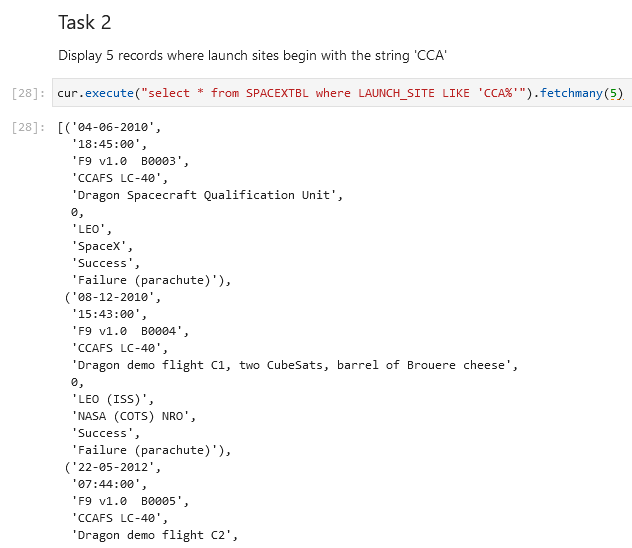 Task 2
Display 5 records where launch sites begin with the string 'CCA'
[28]: cur.execute("select * from SPACEXTBL where LAUNCH_SITE LIKE 'CCA%'").fetchmany(5)
[28]: [('04-06-2010',
'18:45:00',
'F9 v1.0  B0003',
'CCAFS LC-40',
'Dragon Spacecraft Qualification Unit',
0,
'LEO',
'SpaceX',
'Success',
'Failure (parachute)'),
('08-12-2010',
'15:43:00',
'F9 v1.0  B0004',
'CCAFS LC-40',
'Dragon demo flight C1, two CubeSats, barrel of Brouere cheese',
0,
'LEO (ISS)',
'NASA (COTS) NRO',
'Success',
'Failure (parachute)'),
('22-05-2012',
'07:44:00',
'F9 v1.0  B0005',
'CCAFS LC-40',
'Dragon demo flight C2',